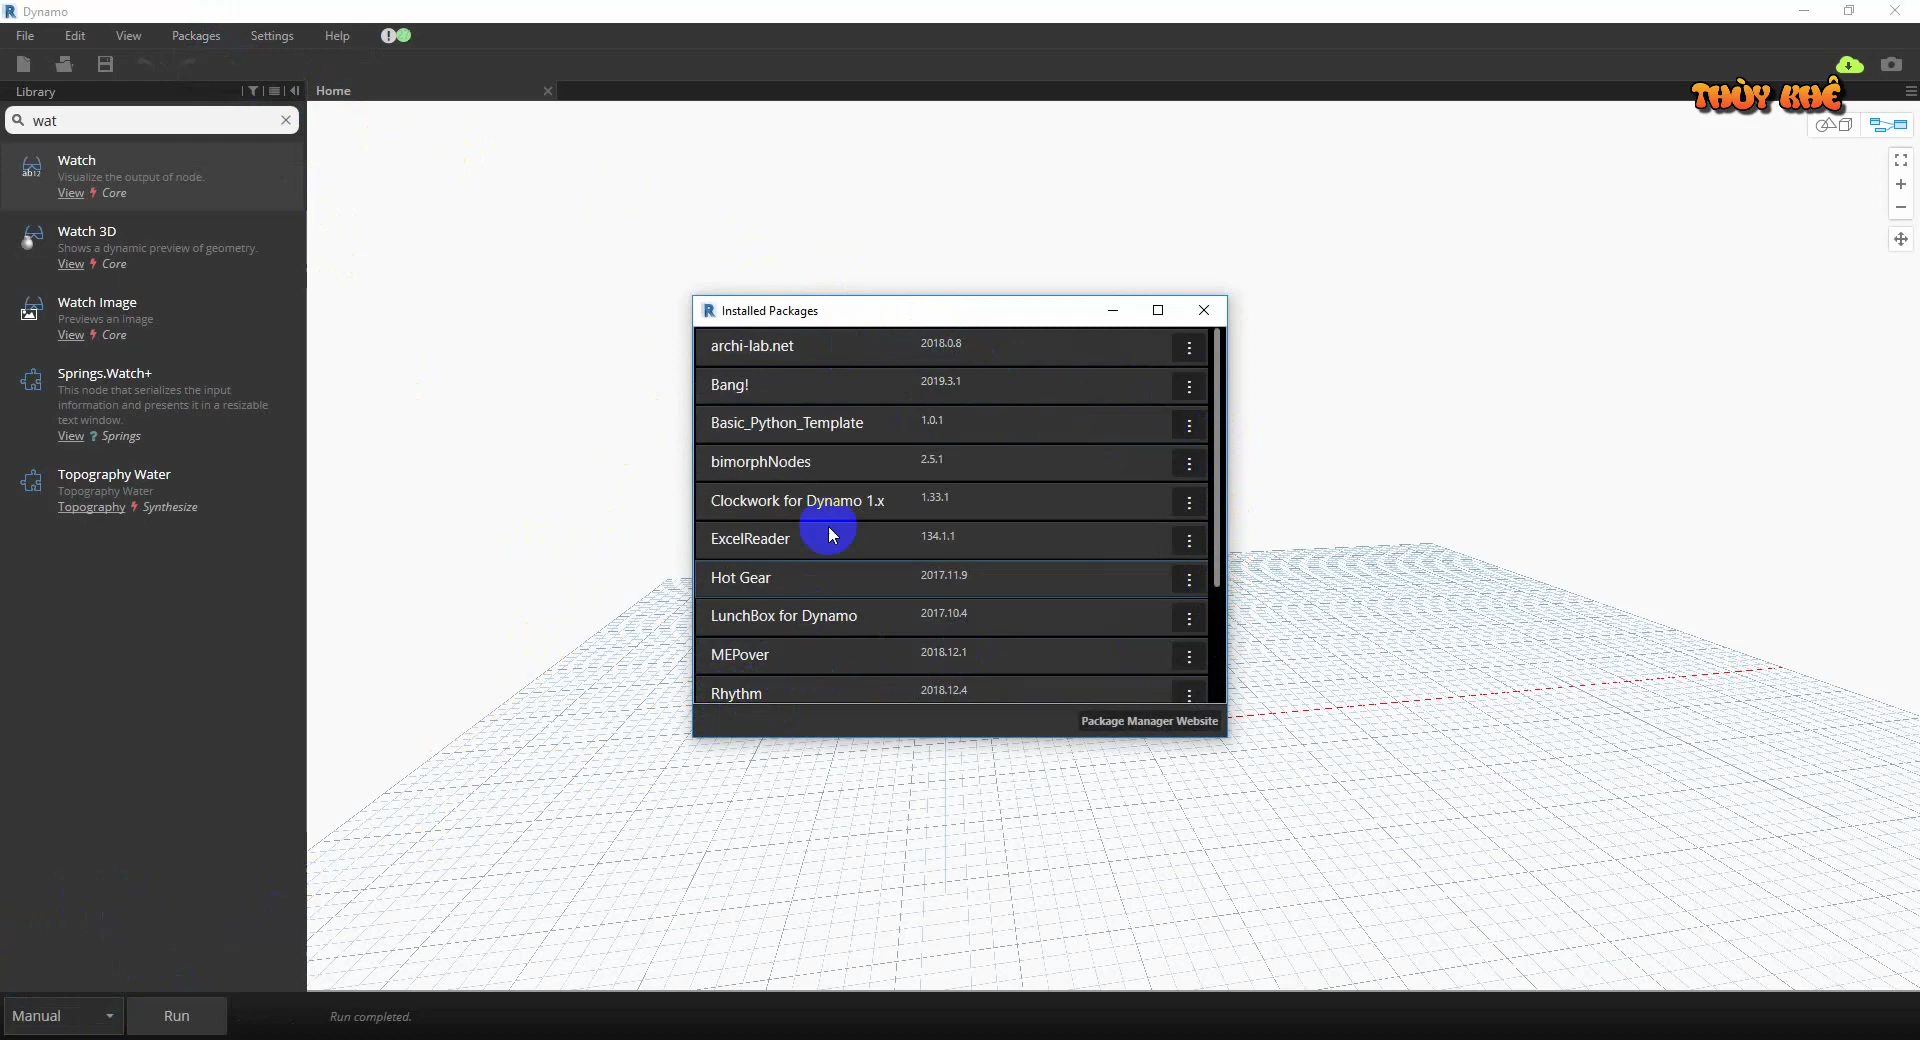 Dynamo
File Edit View Packages Settings Help
Library
Home
THÙY KHÊ
wat
Watch
Visualize the output of node.
View Core
Watch 3D
Shows a dynamic preview of geometry.
View Core
Watch Image
Previews an image
View Core
Springs.Watch+
This node that serializes the input
information and presents it in a resizable
text window.
View ? Springs
Topography Water
Topography Water
Topography Synthesize
Installed Packages
archi-lab.net 2018.0.8
Bang! 2019.3.1
Basic_Python_Template 1.0.1
bimorphNodes 2.5.1
Clockwork for Dynamo 1.x 1.33.1
ExcelReader 134.1.1
Hot Gear 2017.11.9
LunchBox for Dynamo 2017.10.4
MEPover 2018.12.1
Rhythm 2018.12.4
Package Manager Website
Manual Run Run completed.